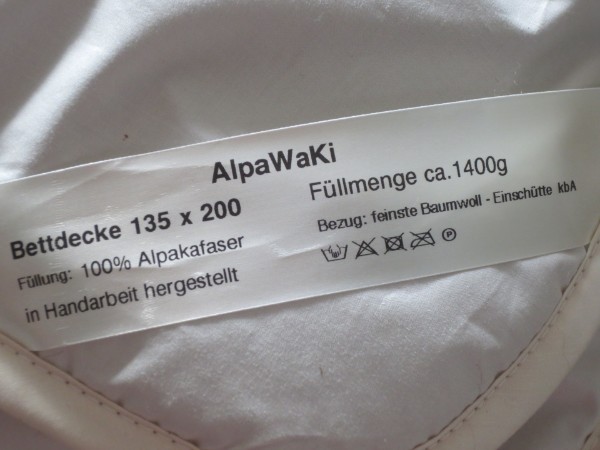 AlpaWaKi
Bettdecke 135 x 200
Füllung: 100% Alpakafaser
in Handarbeit hergestellt
Füllmenge ca.1400g
Bezug: feinste Baumwoll - Einschütte kbA
P